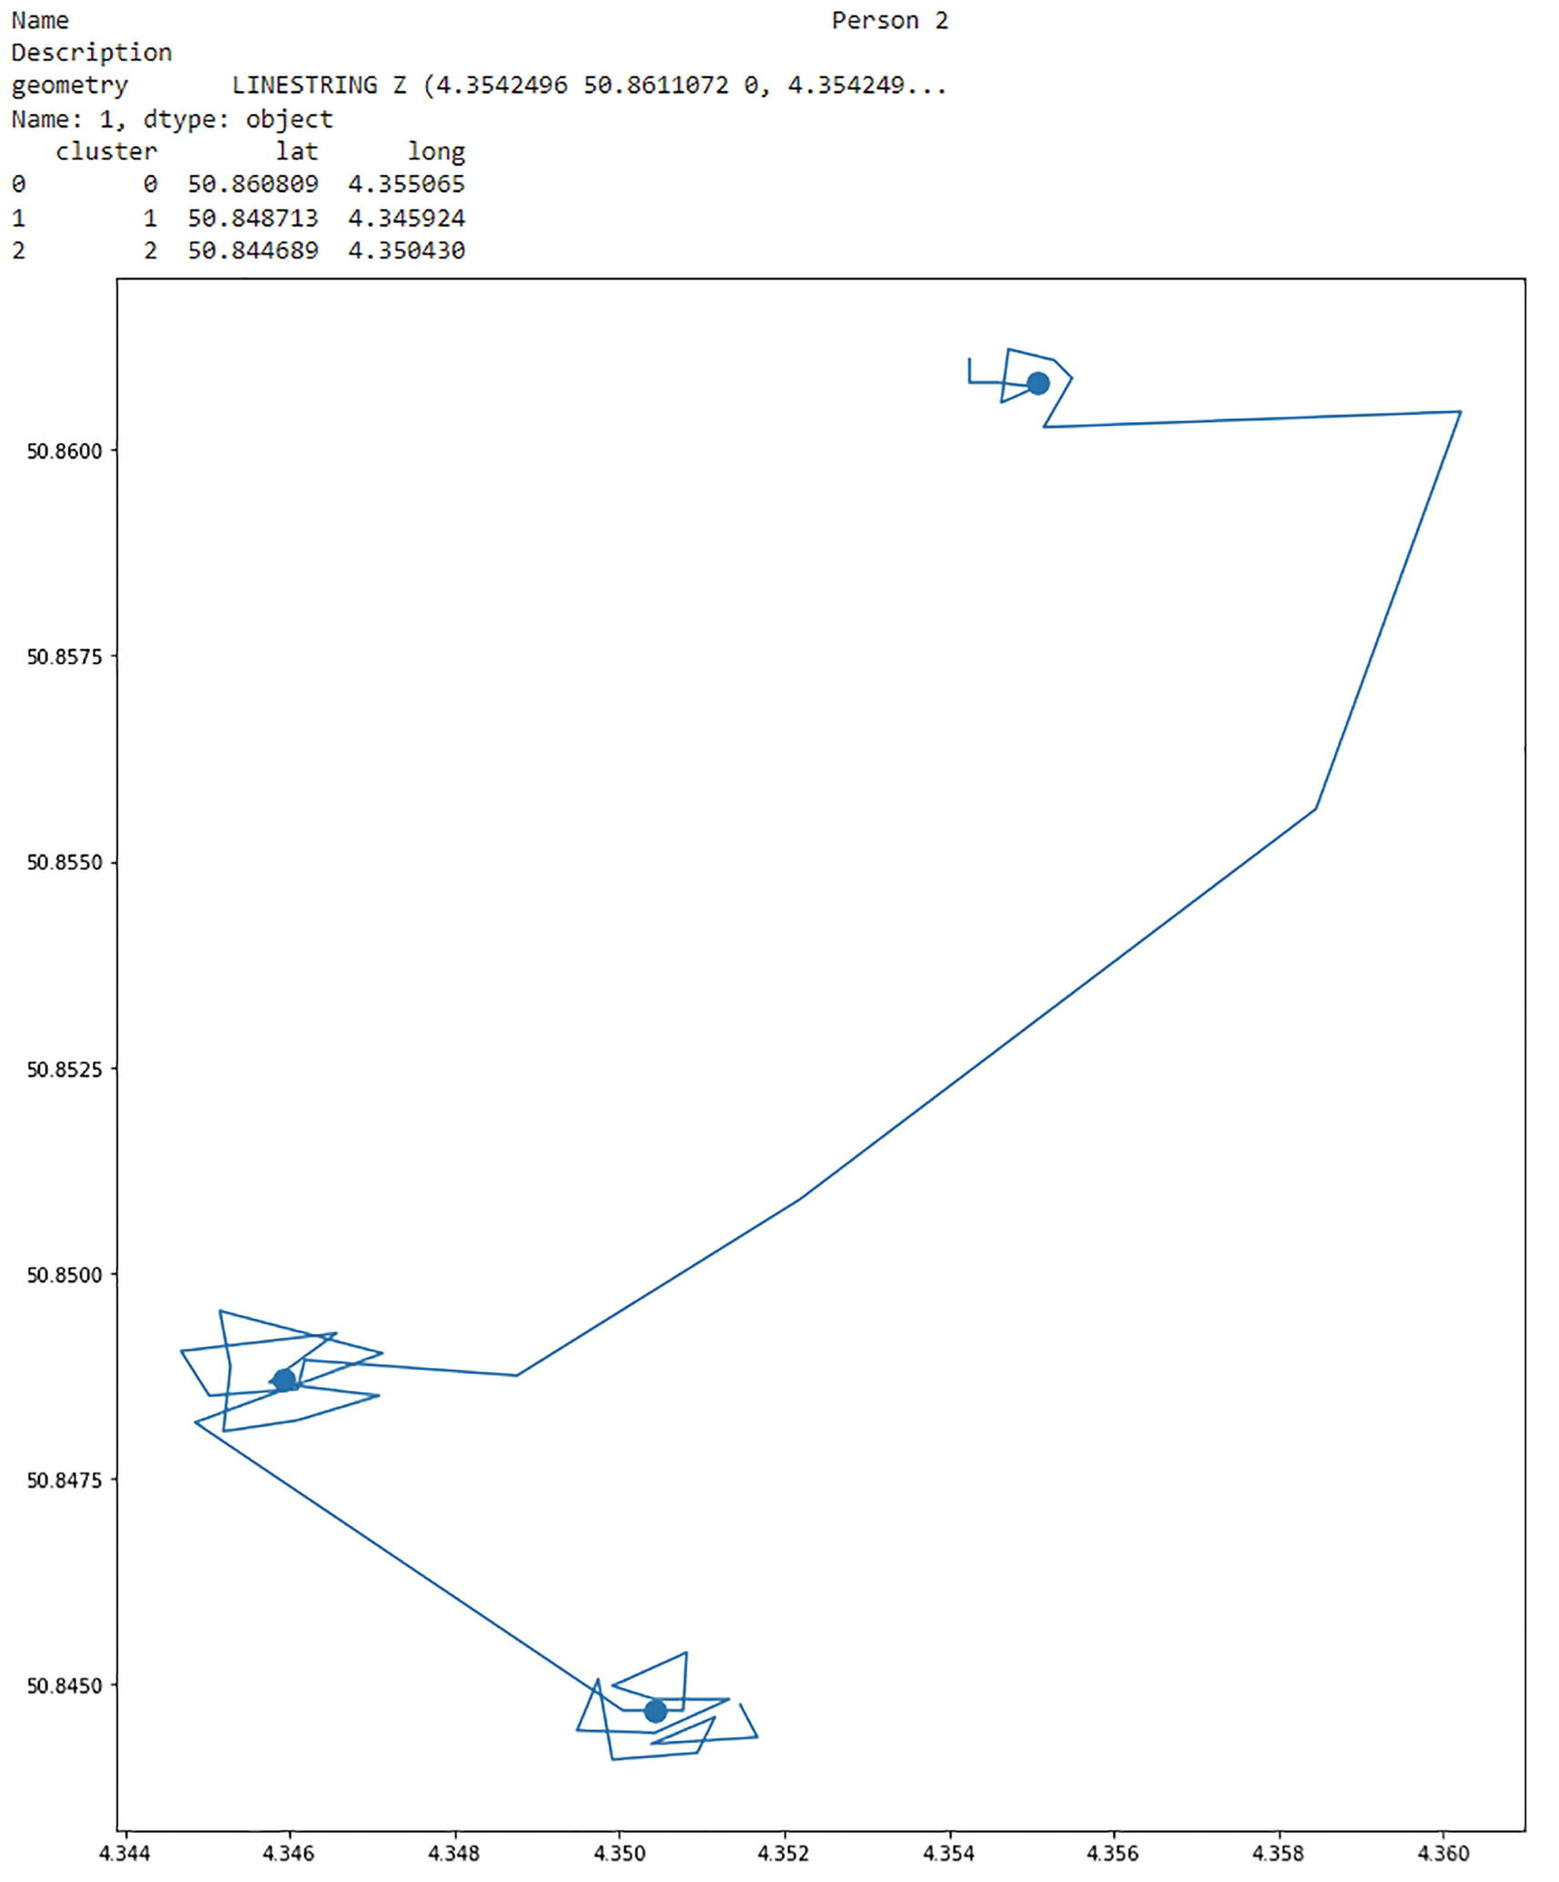 Name Person 2
Description
geometry LINESTRING Z (4.3542496 50.8611072 0, 4.354249...
Name: 1, dtype: object
cluster lat long
0 0 50.860809 4.355065
1 1 50.848713 4.345924
2 2 50.844689 4.350430
50.8600
50.8575
50.8550
50.8525
50.8500
50.8475
50.8450
4.344 4.346 4.348 4.350 4.352 4.354 4.356 4.358 4.360